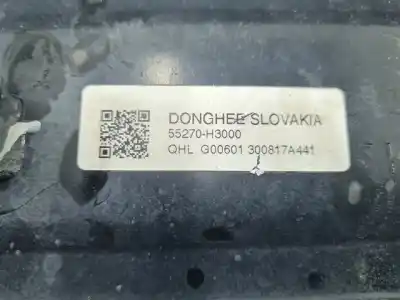 DONGHEE SLOVAKIA
55270-H3000
QHL G00601 300817A441